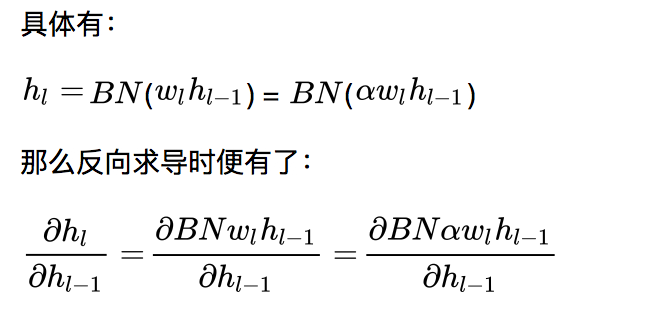 具体有：
h_l = BN(w_l h_{l-1}) = BN(αw_l h_{l-1})
那么反向求导时便有了：
∂h_l/∂h_{l-1} = ∂BNw_l h_{l-1}/∂h_{l-1} = ∂BNαw_l h_{l-1}/∂h_{l-1}